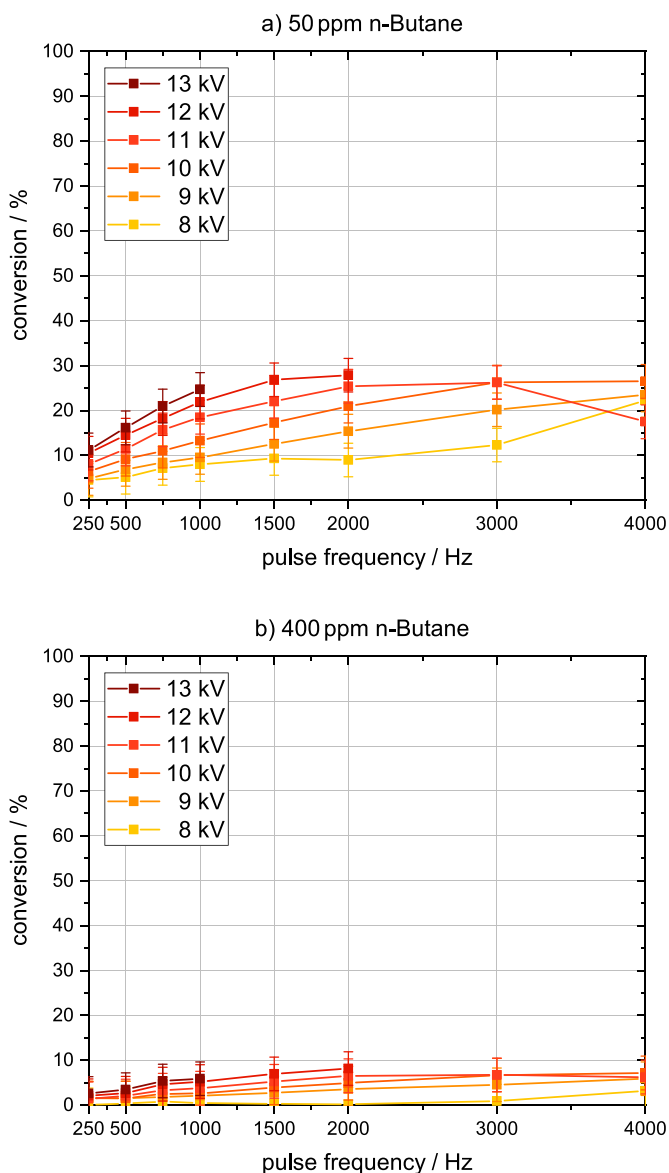 a) 50 ppm n-Butane
100
90
80
70
60
50
40
30
20
10
0
conversion / %
13 kV
12 kV
11 kV
10 kV
9 kV
8 kV
250 500 1000 1500 2000 3000 4000
pulse frequency / Hz
b) 400 ppm n-Butane
100
90
80
70
60
50
40
30
20
10
0
conversion / %
13 kV
12 kV
11 kV
10 kV
9 kV
8 kV
250 500 1000 1500 2000 3000 4000
pulse frequency / Hz